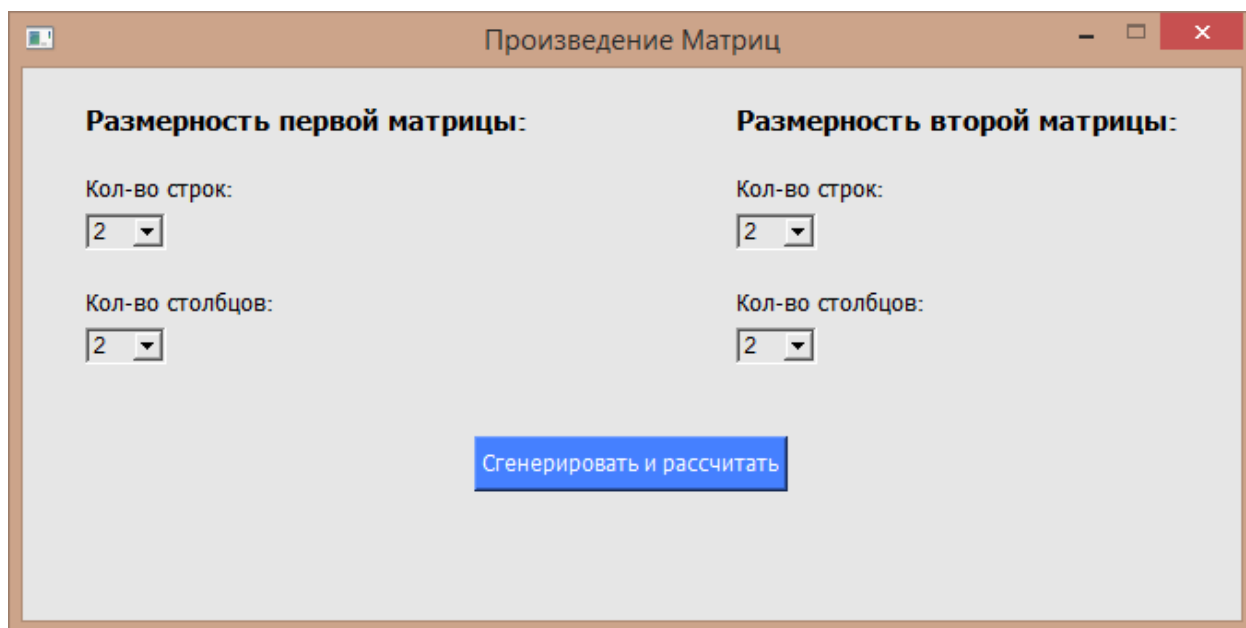 Произведение Матриц
Размерность первой матрицы:
Размерность второй матрицы:
Кол-во строк:
Кол-во строк:
2
2
Кол-во столбцов:
Кол-во столбцов:
2
2
Сгенерировать и рассчитать